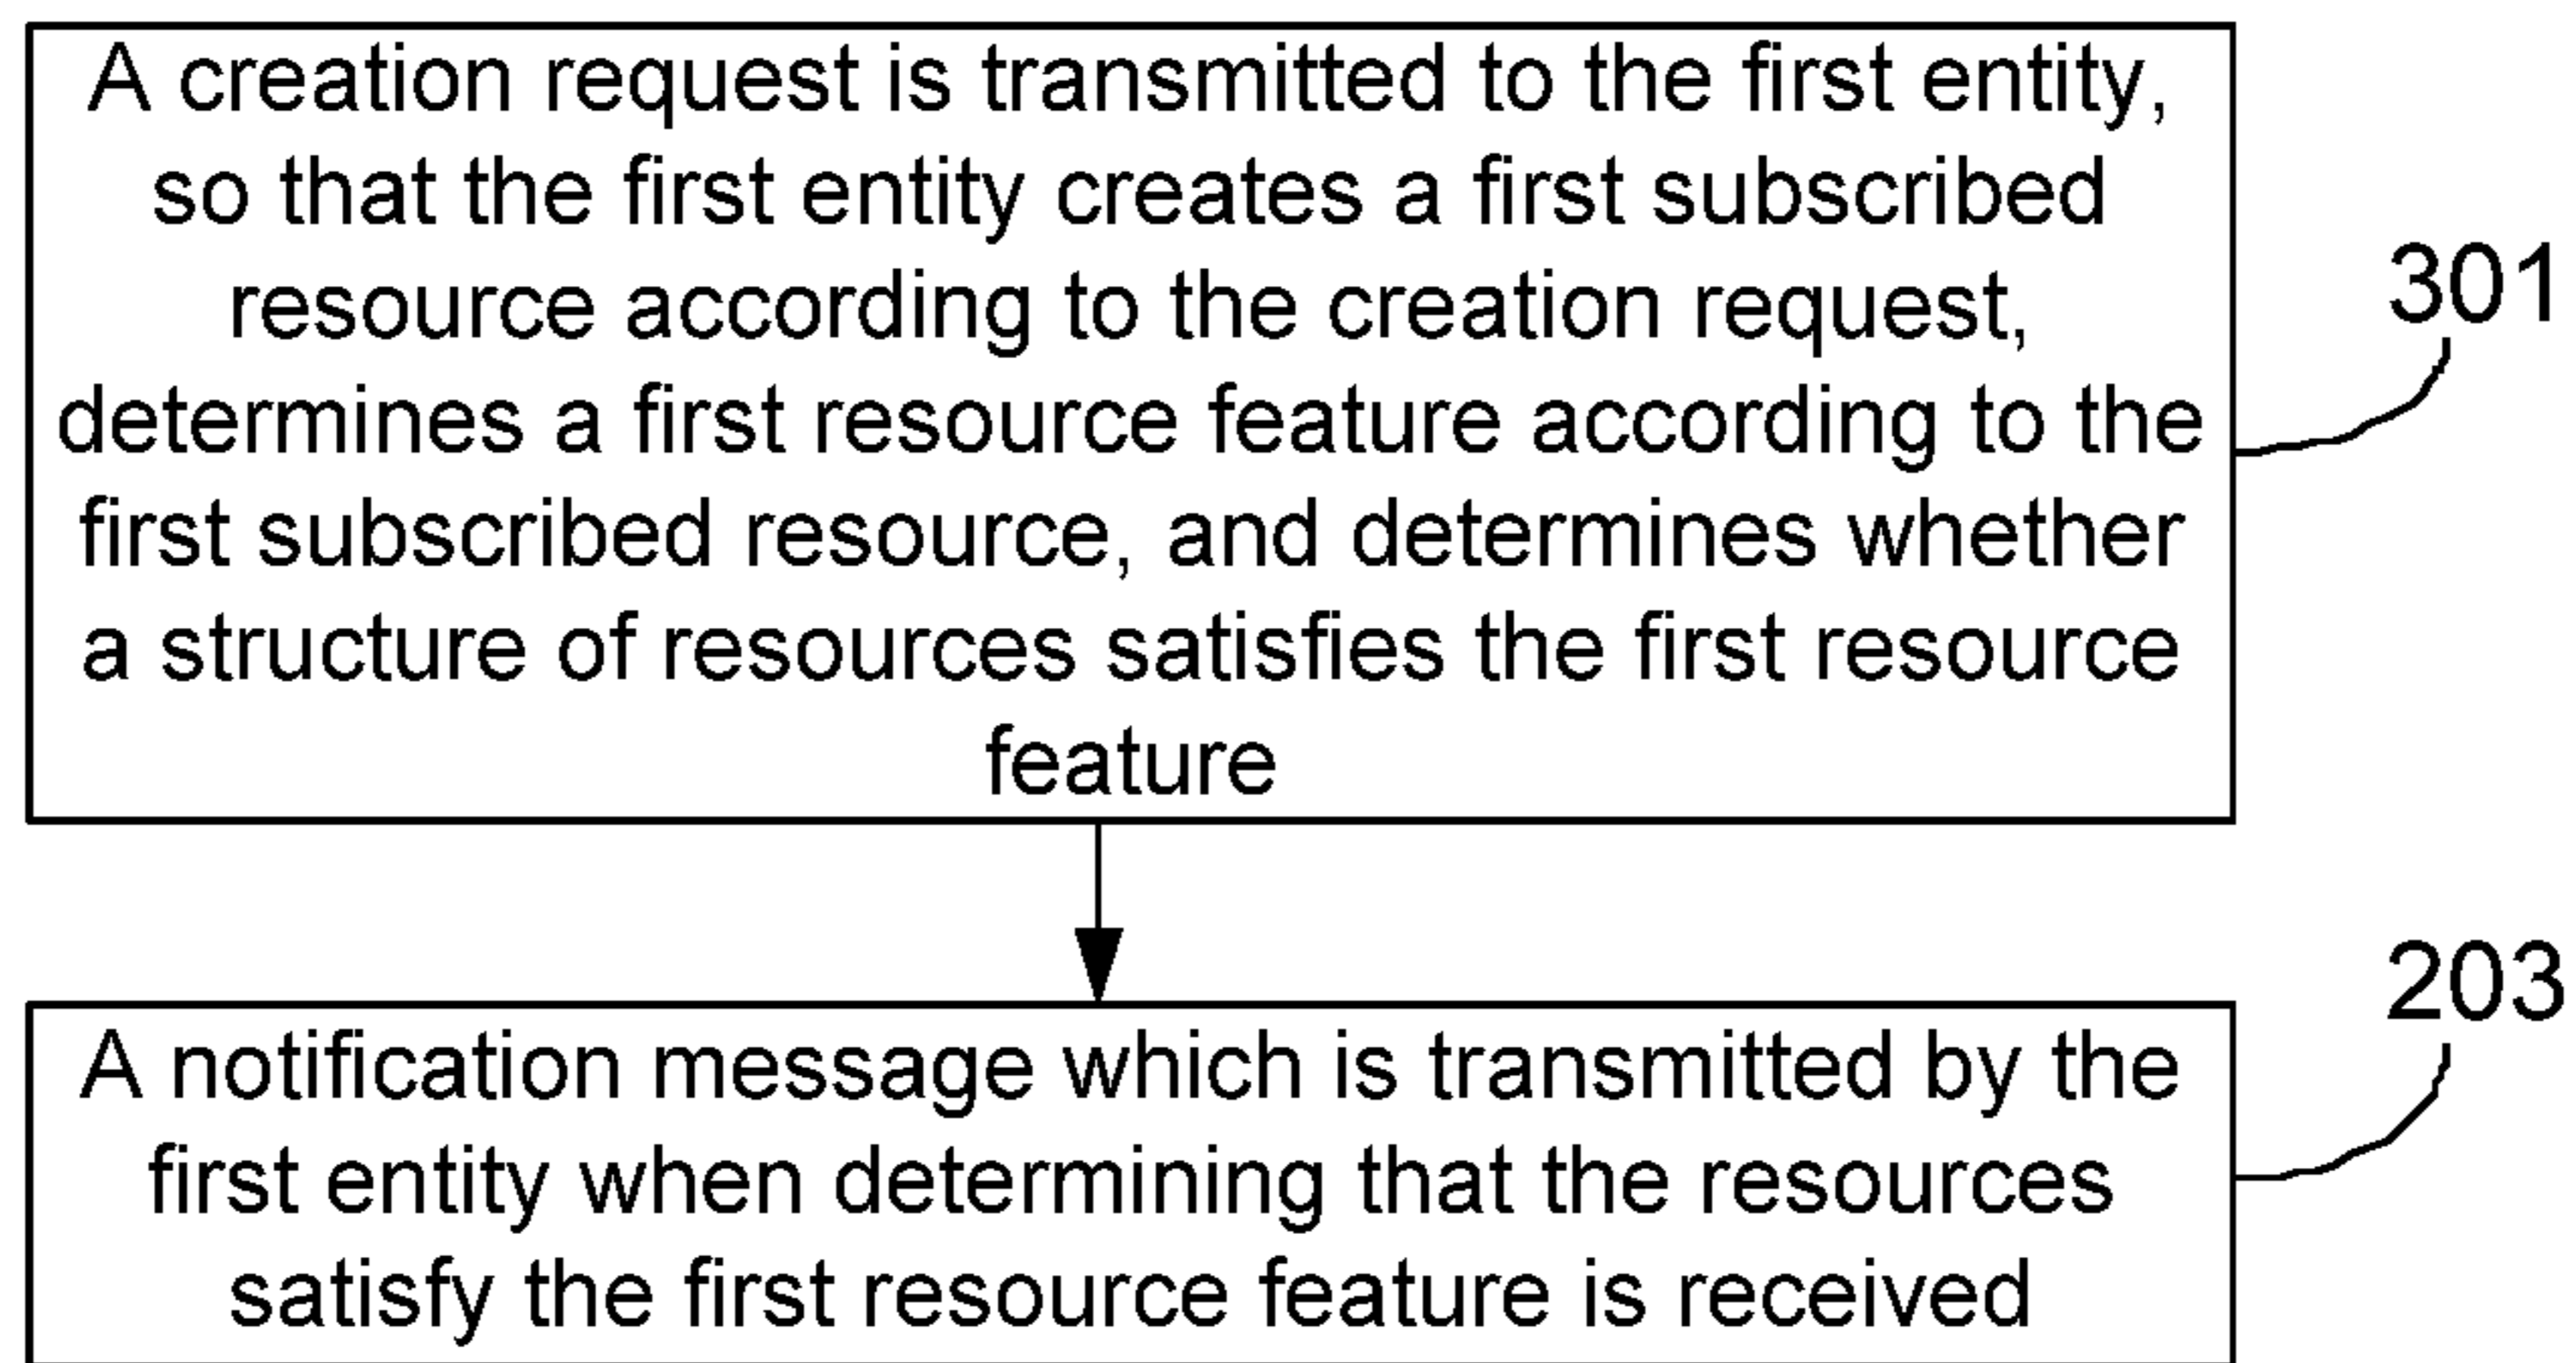 A creation request is transmitted to the first entity,
so that the first entity creates a first subscribed
resource according to the creation request,
determines a first resource feature according to the
first subscribed resource, and determines whether
a structure of resources satisfies the first resource
feature
301
A notification message which is transmitted by the
first entity when determining that the resources
satisfy the first resource feature is received
203